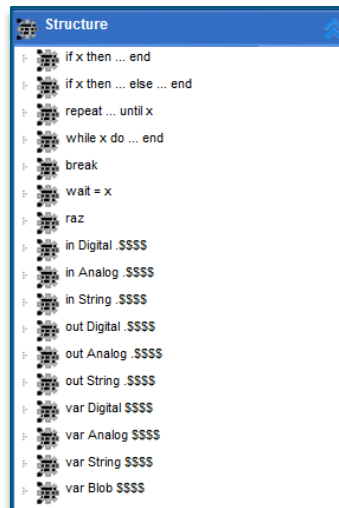 Structure
if x then ... end
if x then ... else ... end
repeat ... until x
while x do ... end
break
wait = x
raz
in Digital .$$$$
in Analog .$$$$
in String .$$$$
out Digital .$$$$
out Analog .$$$$
out String .$$$$
var Digital $$$$
var Analog $$$$
var String $$$$
var Blob $$$$